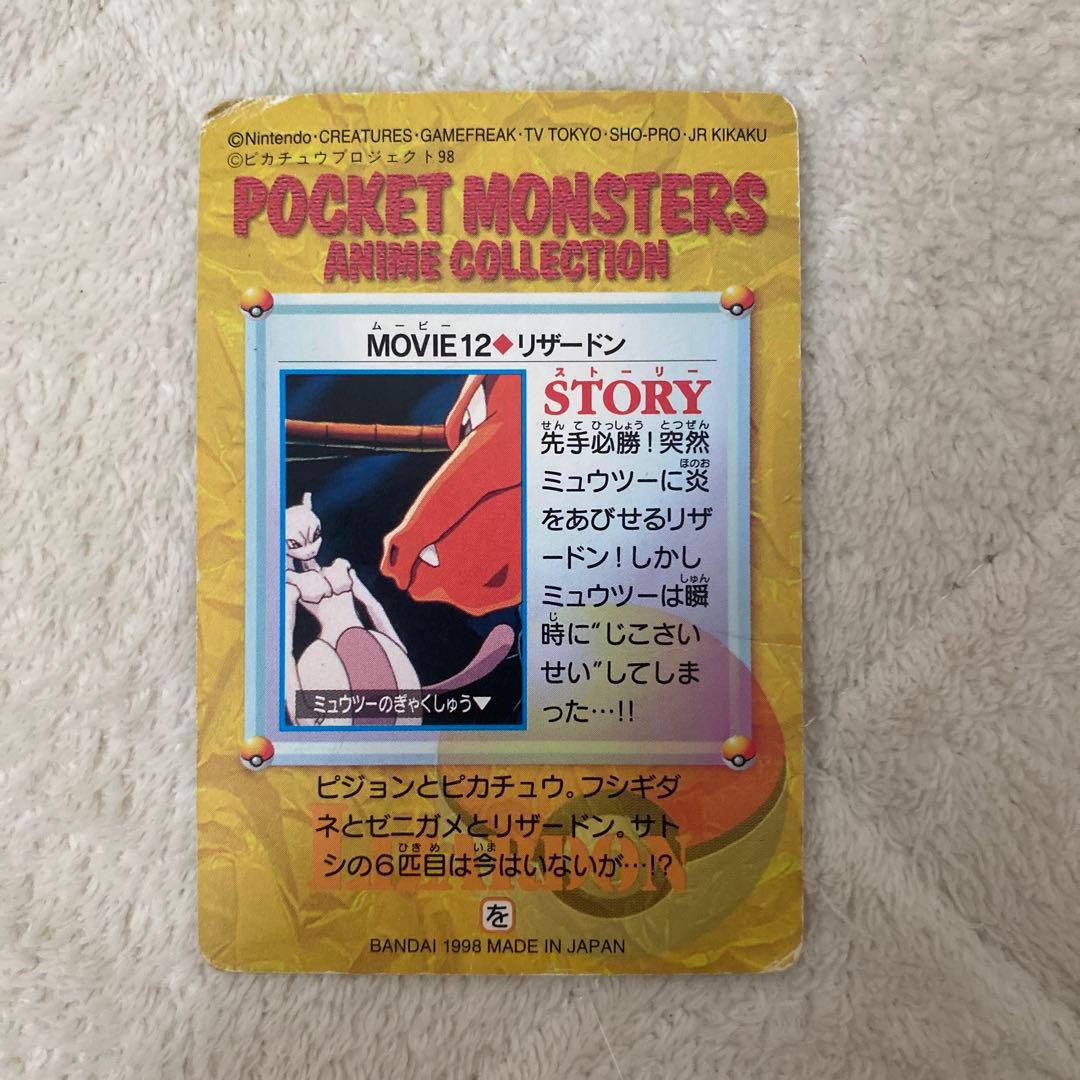 ©Nintendo·CREATURES·GAMEFREAK·TV TOKYO·SHO-PRO·JR KIKAKU
©ピカチュウプロジェクト98
POCKET MONSTERS
ANIME COLLECTION
ムービー
MOVIE12◆リザードン
ストーリー
STORY
せんてひっしょう とつぜん
先手必勝!突然
ほのお
ミュウツーに炎
をあびせるリザ
ードン!しかし
しゅん
ミュウツーは瞬
じ
時に"じこさい
せい"してしま
った…!!
ミュウツーのぎゃくしゅう▼
ピジョンとピカチュウ。フシギダ
ネとゼニガメとリザードン。サト
ひきめ いま
シの6匹目は今はいないが…!?
LIZARDON
を
BANDAI 1998 MADE IN JAPAN